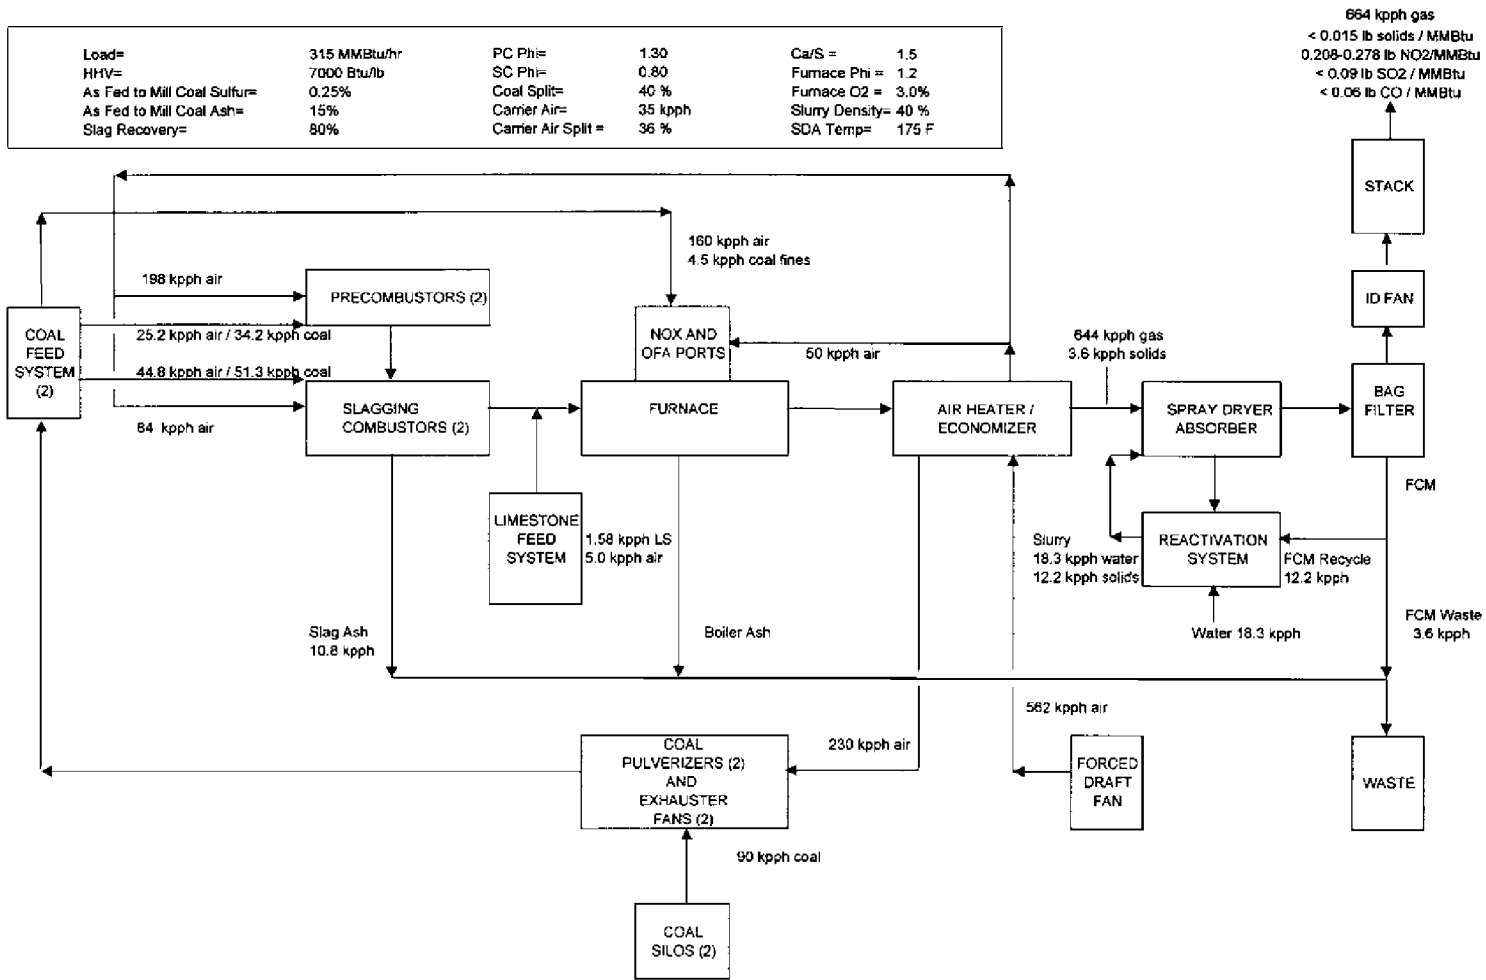 664 kpph gas
< 0.015 lb solids / MMBtu
0.208-0.278 lb NO2/MMBtu
< 0.09 lb SO2 / MMBtu
< 0.06 lb CO / MMBtu
Load= 315 MMBtu/hr PC Phi= 1.30 Ca/S = 1.5
HHV= 7000 Btu/lb SC Phi= 0.80 Furnace Phi = 1.2
As Fed to Mill Coal Sulfur= 0.25% Coal Split= 40 % Furnace O2 = 3.0%
As Fed to Mill Coal Ash= 15% Carrier Air= 35 kpph Slurry Density= 40 %
Slag Recovery= 80% Carrier Air Split = 36 % SDA Temp= 175 F
STACK
160 kpph air
4.5 kpph coal fines
198 kpph air
PRECOMBUSTORS (2)
ID FAN
COAL
FEED
SYSTEM
(2)
25.2 kpph air / 34.2 kpph coal
NOX AND
OFA PORTS
50 kpph air
644 kpph gas
3.6 kpph solids
44.8 kpph air / 51.3 kpph coal
SLAGGING
COMBUSTORS (2)
FURNACE
AIR HEATER /
ECONOMIZER
SPRAY DRYER
ABSORBER
BAG
FILTER
84 kpph air
FCM
LIMESTONE
FEED
SYSTEM
1.58 kpph LS
5.0 kpph air
Slurry
18.3 kpph water
12.2 kpph solids
REACTIVATION
SYSTEM
FCM Recycle
12.2 kpph
Slag Ash
10.8 kpph
Boiler Ash
Water 18.3 kpph
FCM Waste
3.6 kpph
562 kpph air
230 kpph air
COAL
PULVERIZERS (2)
AND
EXHAUSTER
FANS (2)
FORCED
DRAFT
FAN
WASTE
90 kpph coal
COAL
SILOS (2)